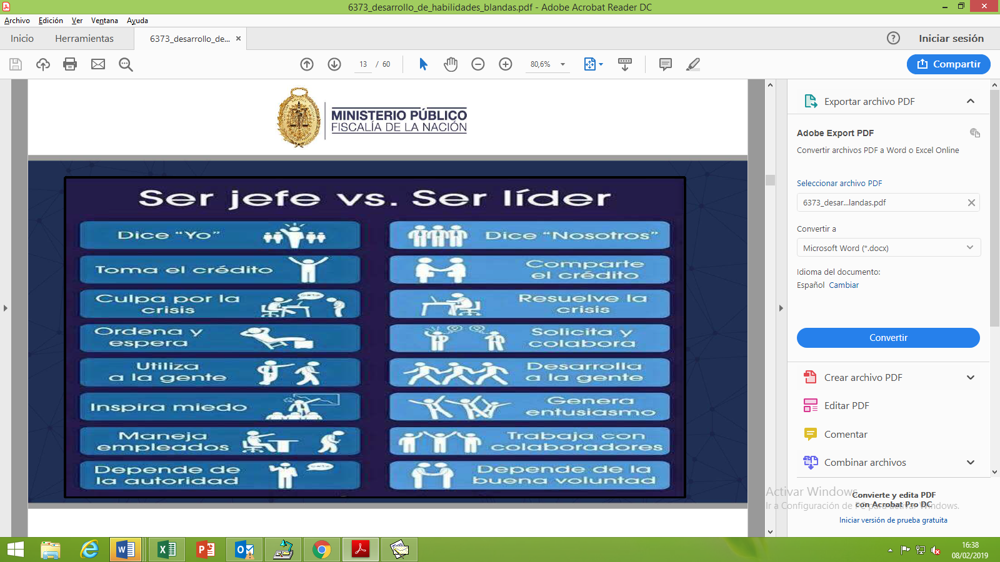 6373_desarrollo_de_habilidades_blandas.pdf - Adobe Acrobat Reader DC
Archivo Edición Ver Ventana Ayuda
Inicio Herramientas 6373_desarrollo_de... × Iniciar sesión
13 / 60 80,6% Compartir
MINISTERIO PÚBLICO
FISCALÍA DE LA NACIÓN
Ser jefe vs. Ser líder
Dice "Yo"
Dice "Nosotros"
Toma el crédito
Comparte
el crédito
Culpa por la
crisis
Resuelve la
crisis
Ordena y
espera
Solicita y
colabora
Utiliza
a la gente
Desarrolla
a la gente
Inspira miedo
Genera
entusiasmo
Maneja
empleados
Trabaja con
colaboradores
Depende de
la autoridad
Depende de la
buena voluntad
Exportar archivo PDF
Adobe Export PDF
Convertir archivos PDF a Word o Excel Online
Seleccionar archivo PDF
6373_desar...landas.pdf
Convertir a
Microsoft Word (*.docx)
Idioma del documento:
Español Cambiar
Convertir
Crear archivo PDF
Editar PDF
Comentar
Combinar archivos
Activar Windows
Ir a Configuración de PC para activar Windows.
Convierte y edita PDF
con Acrobat Pro DC
Iniciar versión de prueba gratuita
16:38
08/02/2019